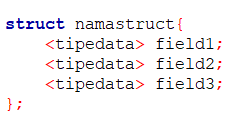 struct namastruct{
    <tipedata> field1;
    <tipedata> field2;
    <tipedata> field3;
};